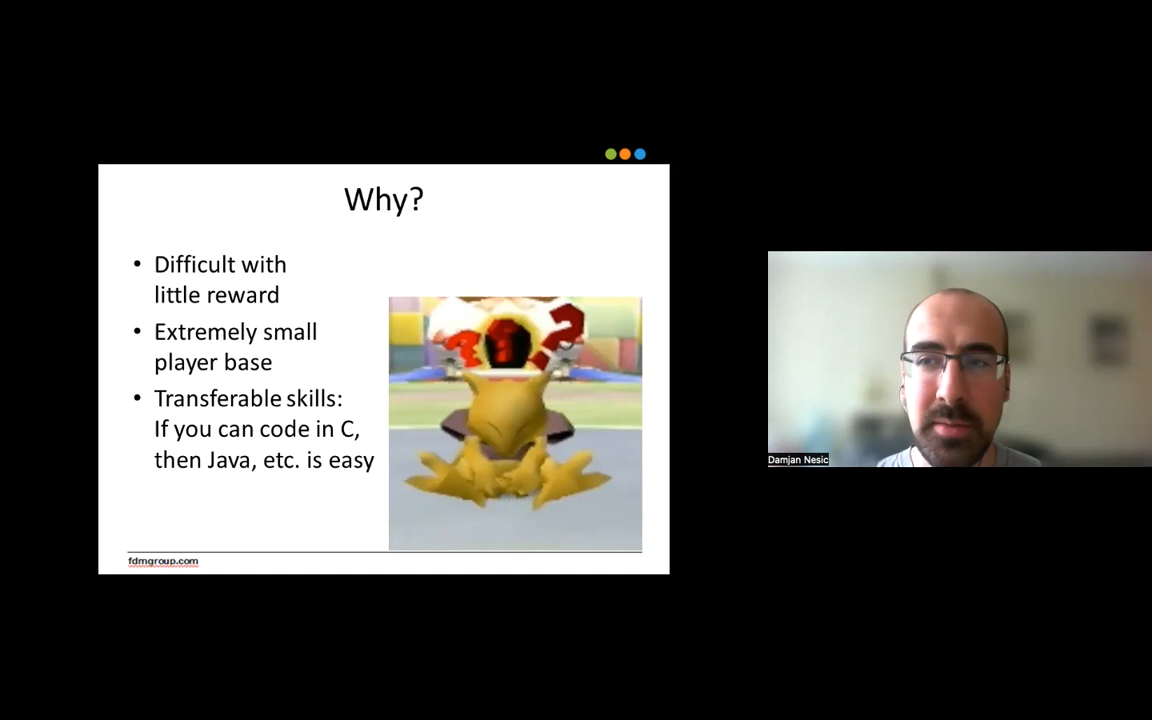 Why?
• Difficult with
little reward
• Extremely small
player base
• Transferable skills:
If you can code in C,
then Java, etc. is easy
fdmgroup.com
Damjan Nesic